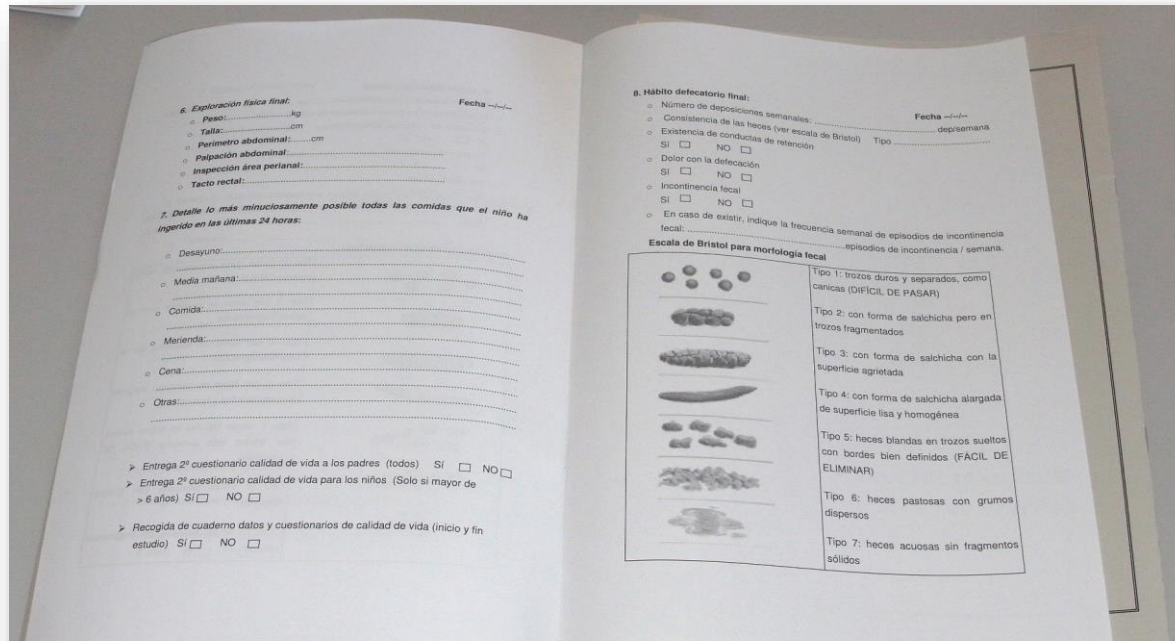 6. Exploración física final:
Fecha --/--/--
○ Peso:......................kg
○ Talla:......................cm
○ Perímetro abdominal:.......cm
○ Palpación abdominal:..................................................
○ Inspección área perianal:..................................................
○ Tacto rectal:..................................................
7. Detalle lo más minuciosamente posible todas las comidas que el niño ha
ingerido en las últimas 24 horas:
○ Desayuno:..................................................
○ Media mañana:..................................................
○ Comida:..................................................
○ Merienda:..................................................
○ Cena:..................................................
○ Otras:..................................................
➢ Entrega 2º cuestionario calidad de vida a los padres (todos) Sí □ NO □
➢ Entrega 2º cuestionario calidad de vida para los niños (Solo si mayor de
> 6 años) Sí □ NO □
➢ Recogida de cuaderno datos y cuestionarios de calidad de vida (inicio y fin
estudio) Sí □ NO □
8. Hábito defecatorio final:
Fecha --/--/--
○ Número de deposiciones semanales: .............................. dep/semana
○ Consistencia de las heces (ver escala de Bristol) Tipo ......................
○ Existencia de conductas de retención
SI □ NO □
○ Dolor con la defecación
SI □ NO □
○ Incontinencia fecal
SI □ NO □
○ En caso de existir, indique la frecuencia semanal de episodios de incontinencia
fecal: ..............................episodios de incontinencia / semana.
Escala de Bristol para morfología fecal
Tipo 1: trozos duros y separados, como
canicas (DIFÍCIL DE PASAR)
Tipo 2: con forma de salchicha pero en
trozos fragmentados
Tipo 3: con forma de salchicha con la
superficie agrietada
Tipo 4: con forma de salchicha alargada
de superficie lisa y homogénea
Tipo 5: heces blandas en trozos sueltos
con bordes bien definidos (FÁCIL DE
ELIMINAR)
Tipo 6: heces pastosas con grumos
dispersos
Tipo 7: heces acuosas sin fragmentos
sólidos